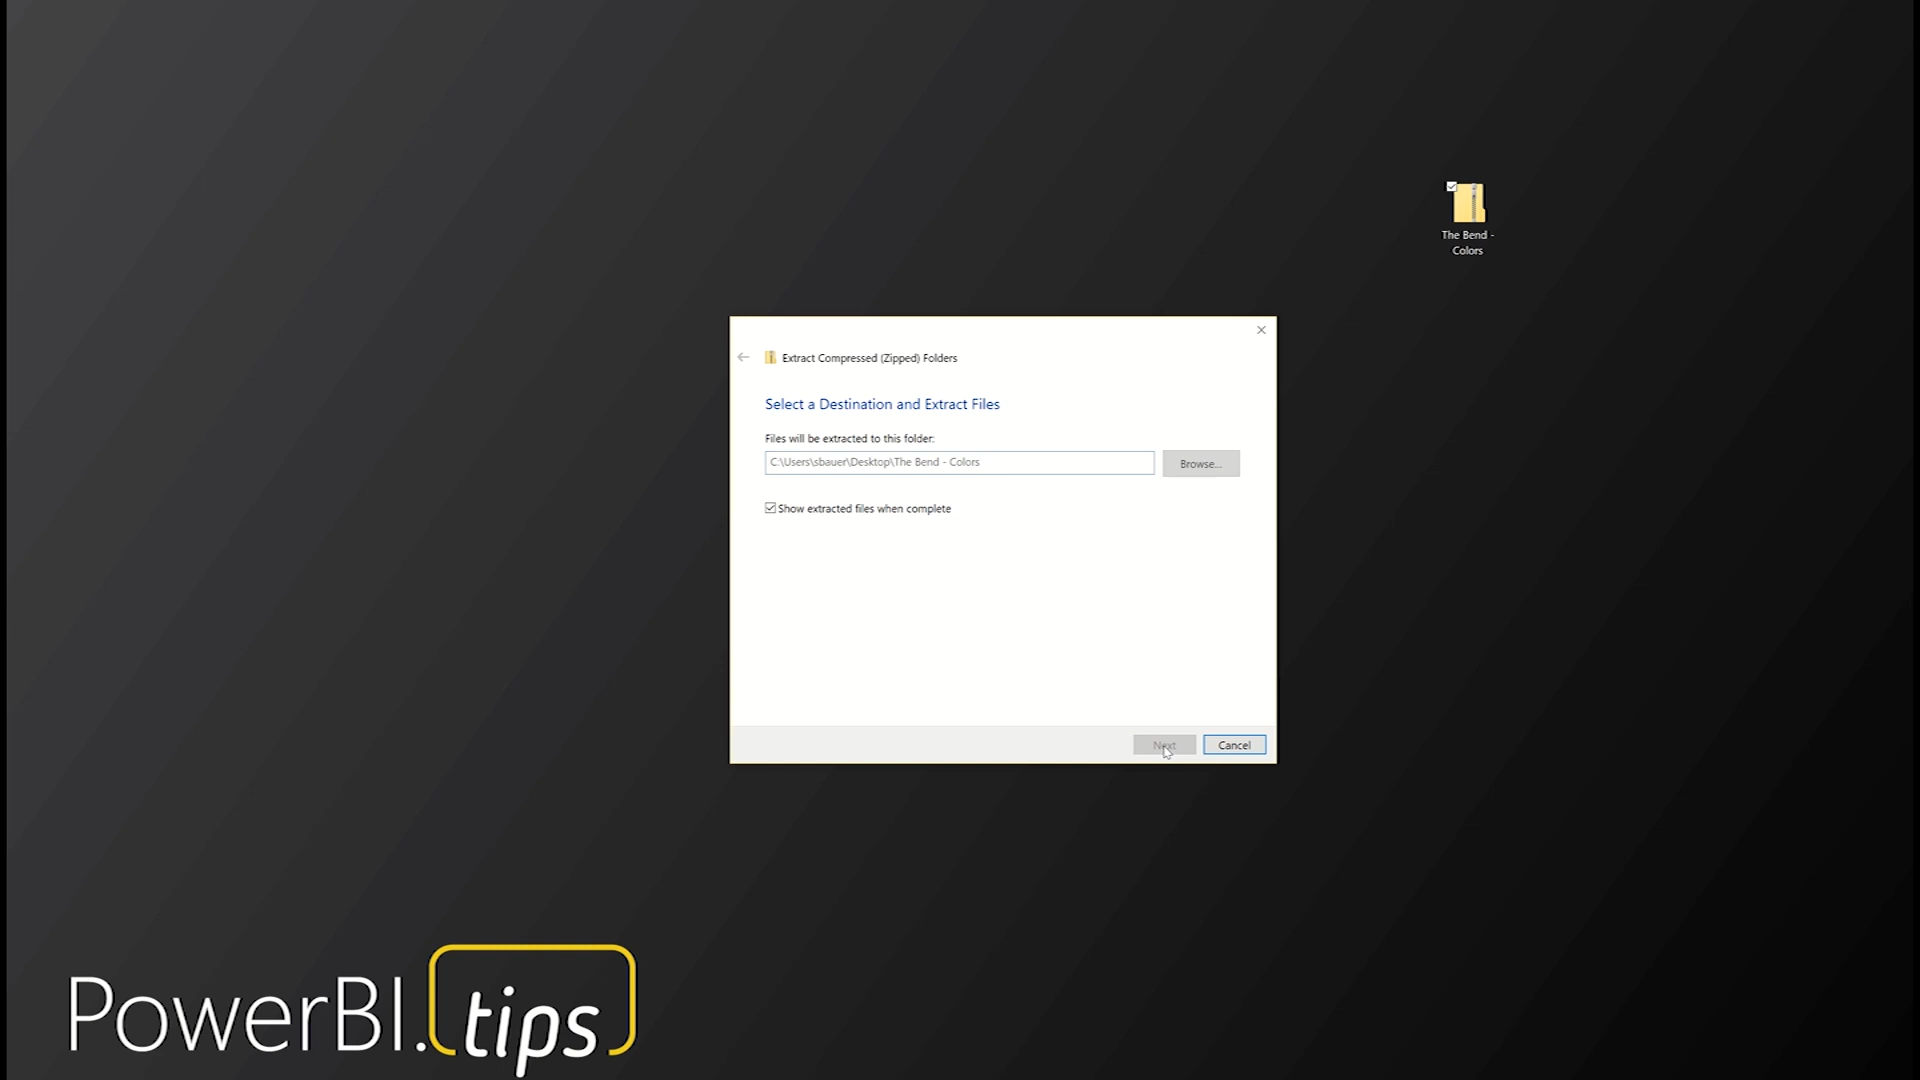 The Bend -
Colors
Extract Compressed (Zipped) Folders
Select a Destination and Extract Files
Files will be extracted to this folder:
C:\Users\sbauer\Desktop\The Bend - Colors
Browse...
Show extracted files when complete
Next
Cancel
PowerBI.tips